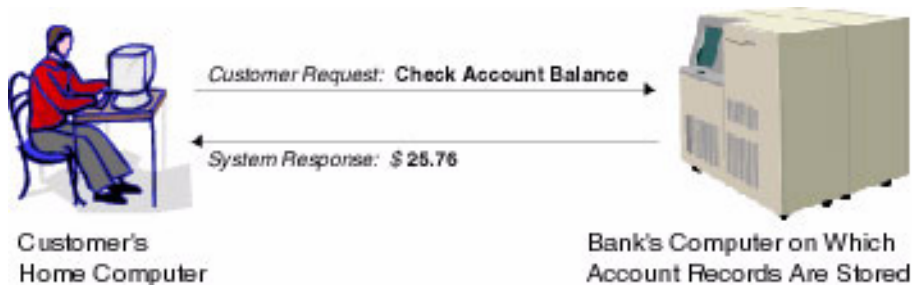 Customer Request: Check Account Balance
System Response: $ 25.76
Customer's
Home Computer
Bank's Computer on Which
Account Records Are Stored